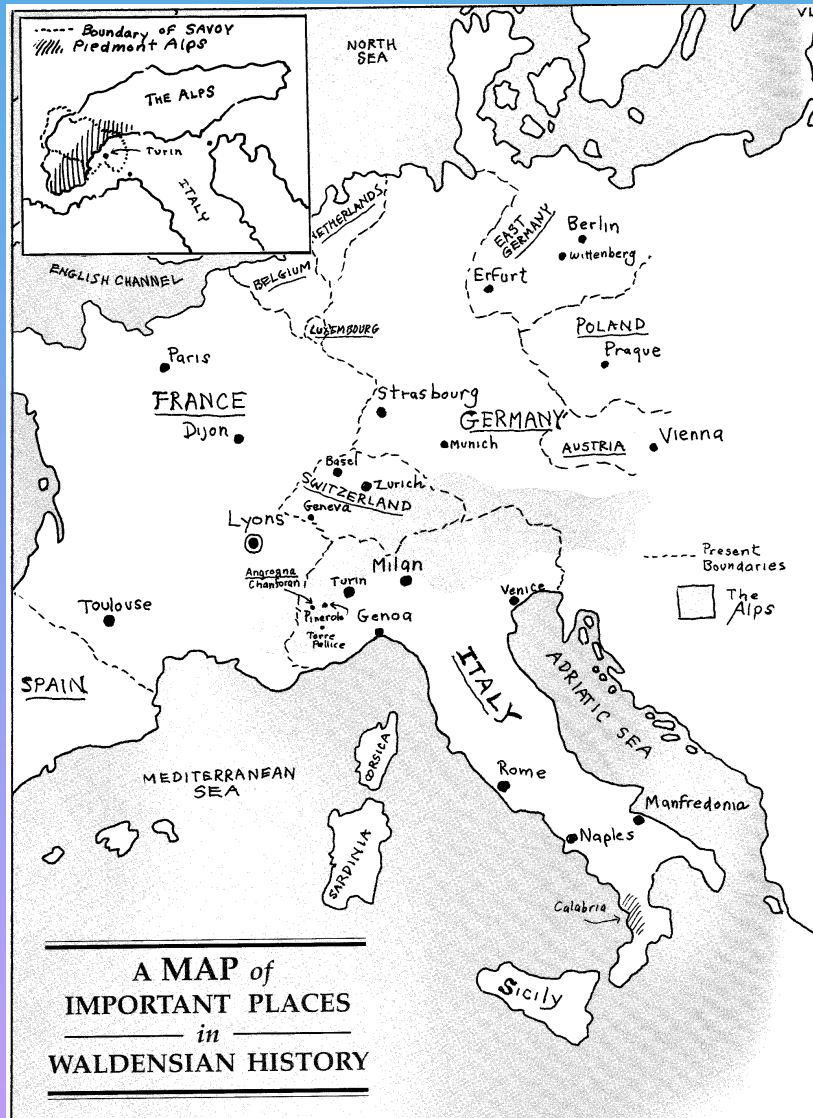 Boundary of SAVOY
Piedmont Alps
THE ALPS
Turin
ITALY
NORTH
SEA
VL
NETHERLANDS
ENGLISH CHANNEL
BELGIUM
LUXEMBOURG
EAST
GERMANY
Berlin
Wittenberg
Erfurt
POLAND
Praque
Paris
FRANCE
Dijon
Strasbourg
GERMANY
Munich
AUSTRIA
Vienna
Basel
Zurich
SWITZERLAND
Geneva
Lyons
Angrogna
Chanforan
Turin
Milan
Venice
Pinerolo
Torre
Pellice
Genoa
Present
Boundaries
The
Alps
Toulouse
SPAIN
ITALY
ADRIATIC SEA
MEDITERRANEAN
SEA
CORSICA
SARDINIA
Rome
Manfredonia
Naples
Calabria
Sicily
A MAP of
IMPORTANT PLACES
in
WALDENSIAN HISTORY